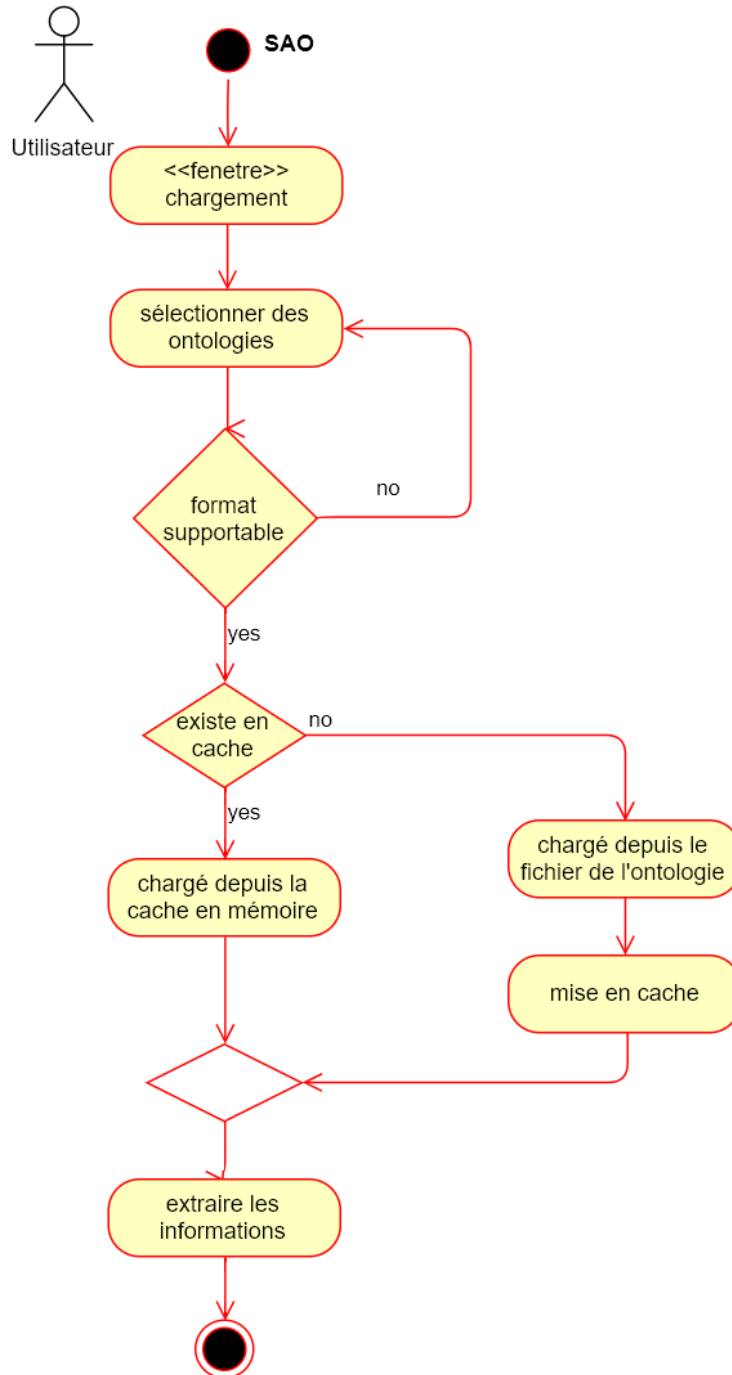 SAO
Utilisateur
<<fenetre>>
chargement
sélectionner des
ontologies
format
supportable
no
yes
existe en
cache
no
yes
chargé depuis le
fichier de l'ontologie
chargé depuis la
cache en mémoire
mise en cache
extraire les
informations